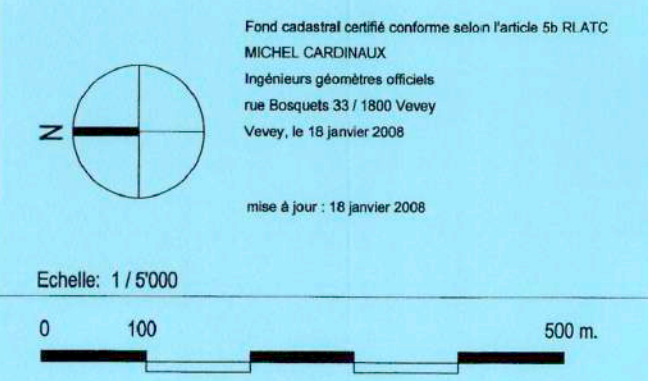 Fond cadastral certifié conforme selon l'article 5b RLATC
MICHEL CARDINAUX
Ingénieurs géomètres officiels
rue Bosquets 33 / 1800 Vevey
Vevey, le 18 janvier 2008
N
mise à jour : 18 janvier 2008
Echelle: 1 / 5'000
0 100 500 m.